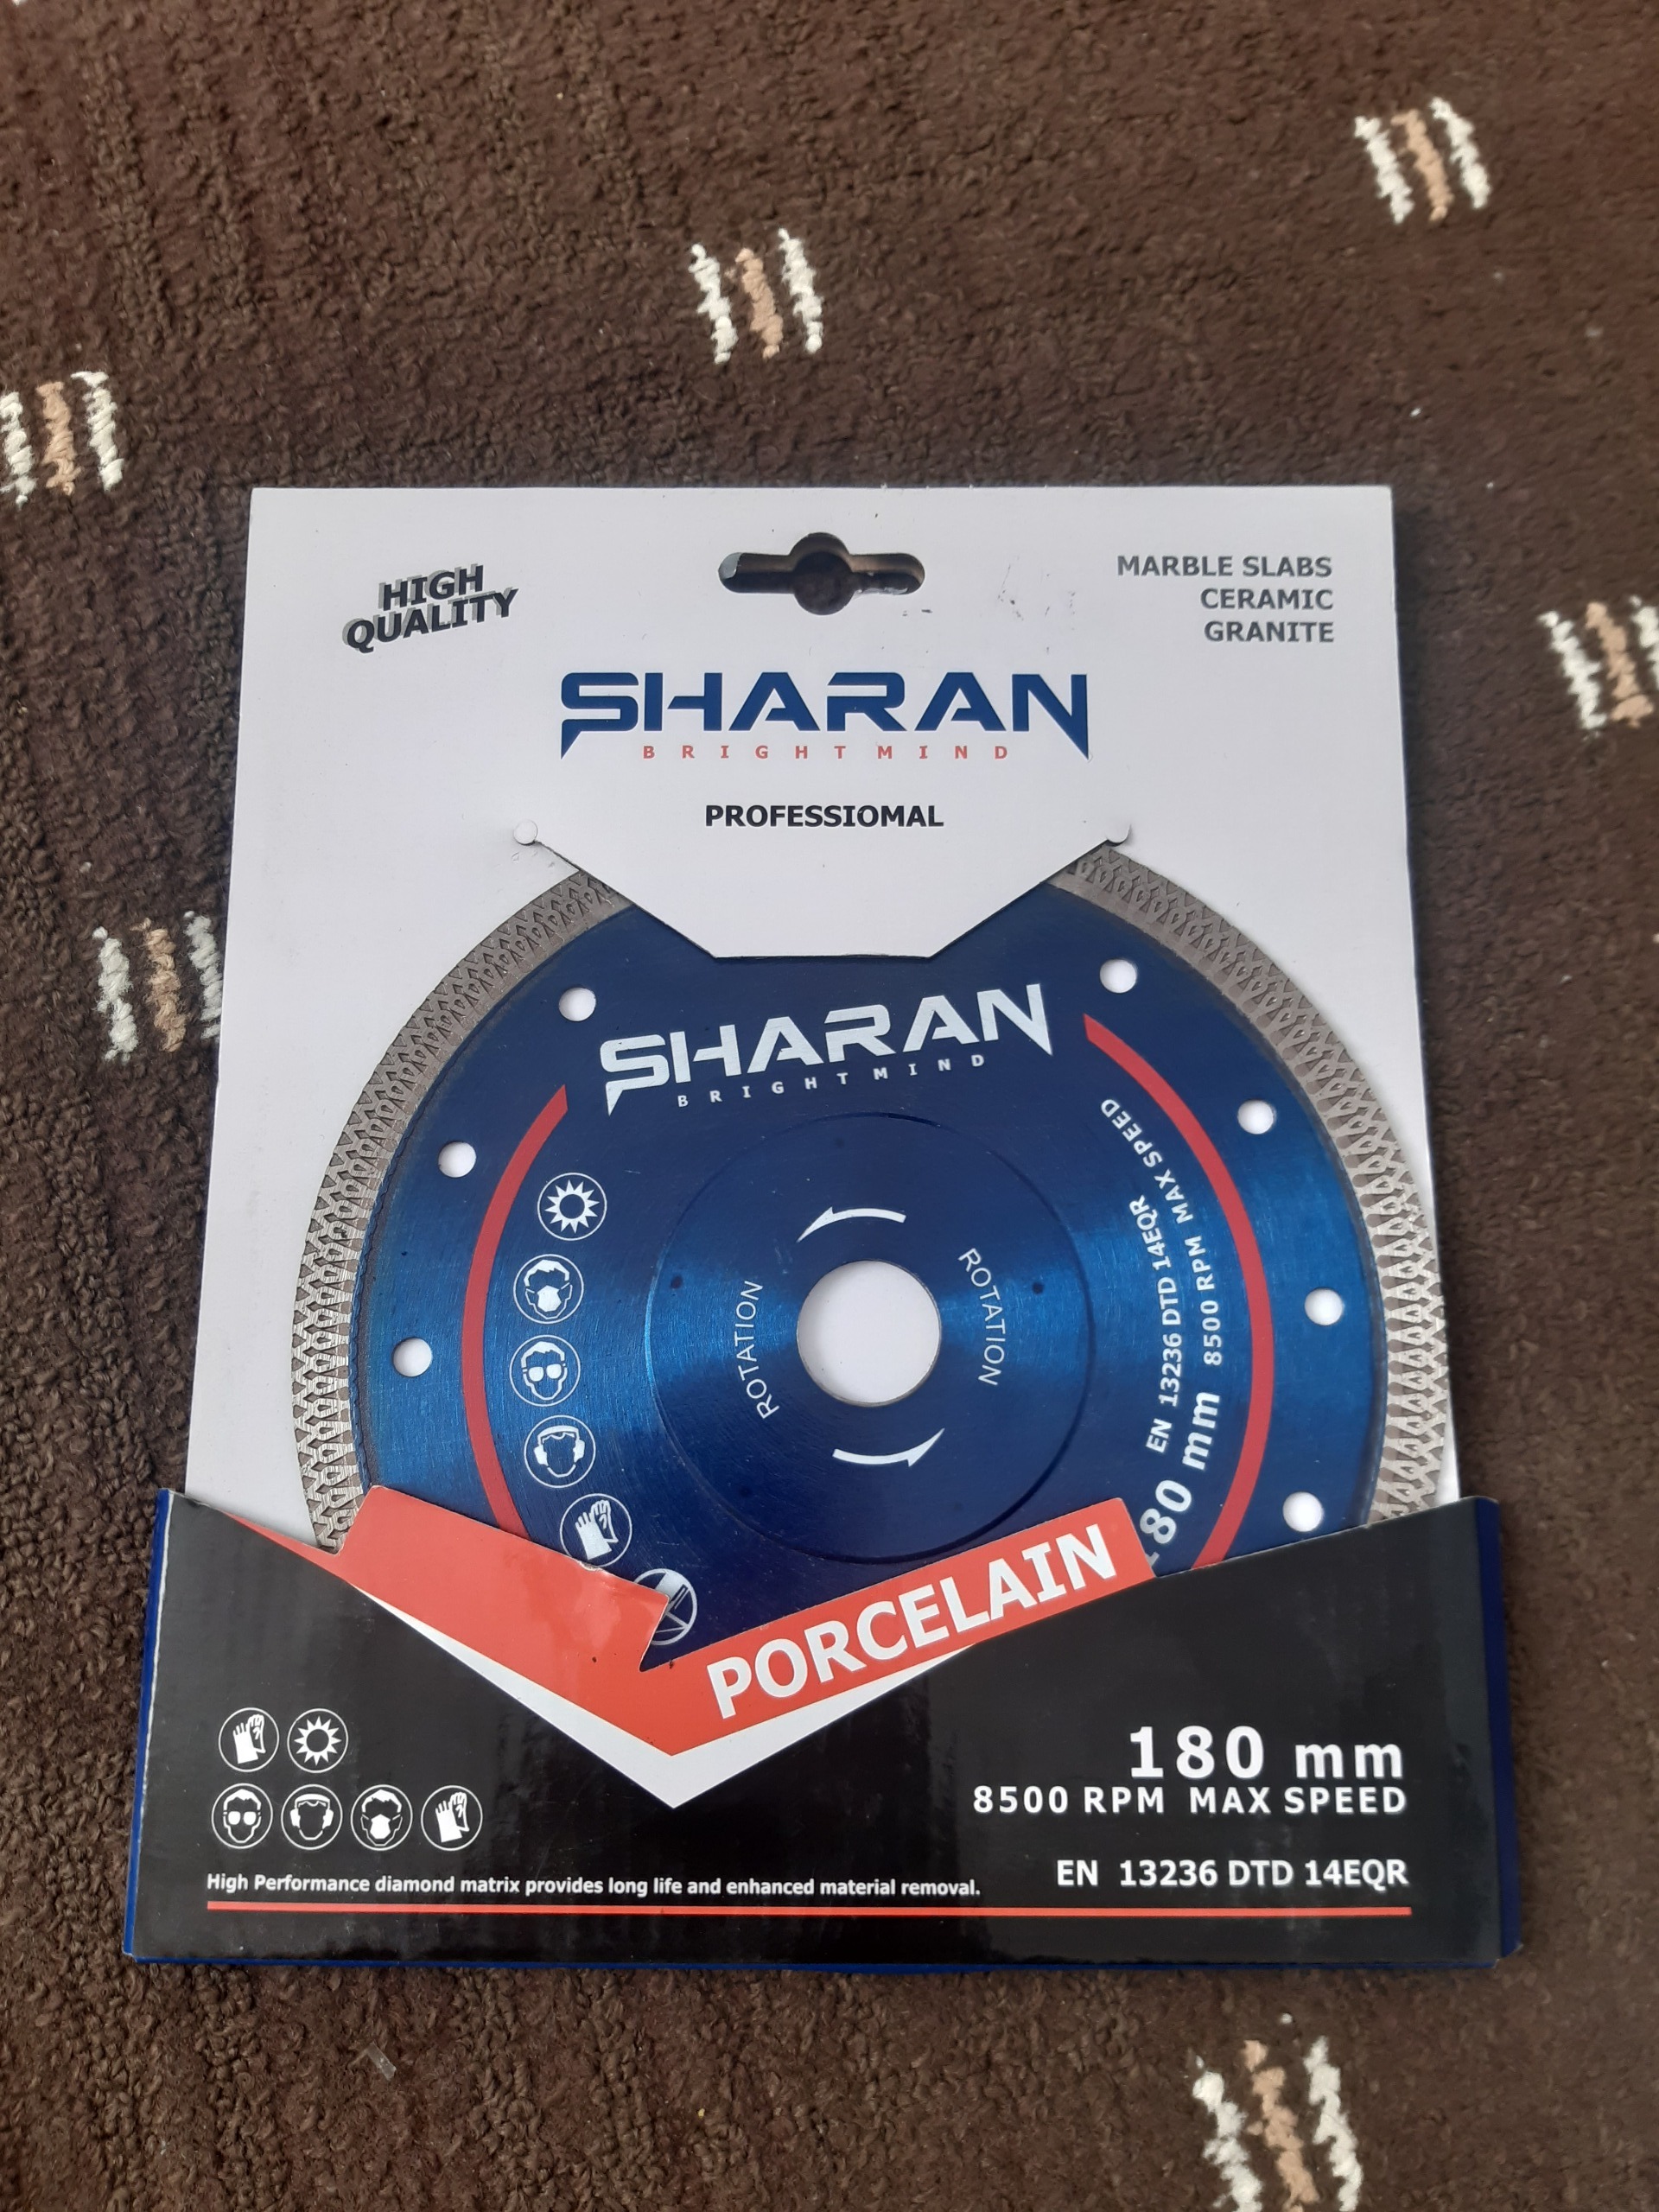 HIGH
QUALITY
MARBLE SLABS
CERAMIC
GRANITE
SHARAN
BRIGHTMIND
PROFESSIOMAL
SHARAN
BRIGHTMIND
ROTATION
ROTATION
EN 13236 DTD 14EQR
8500 RPM MAX SPEED
180 mm
PORCELAIN
180 mm
8500 RPM MAX SPEED
EN 13236 DTD 14EQR
High Performance diamond matrix provides long life and enhanced material removal.